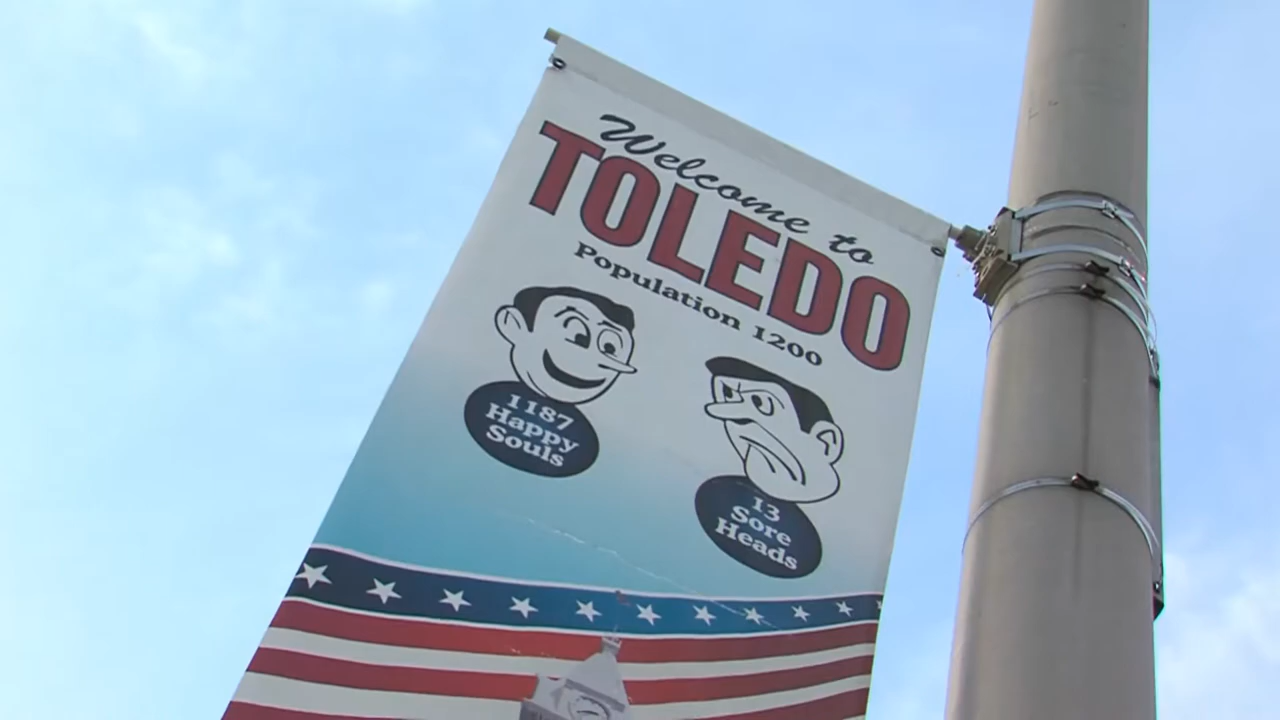 Welcome to
TOLEDO
Population 1200
1187
Happy
Souls
13
Sore
Heads